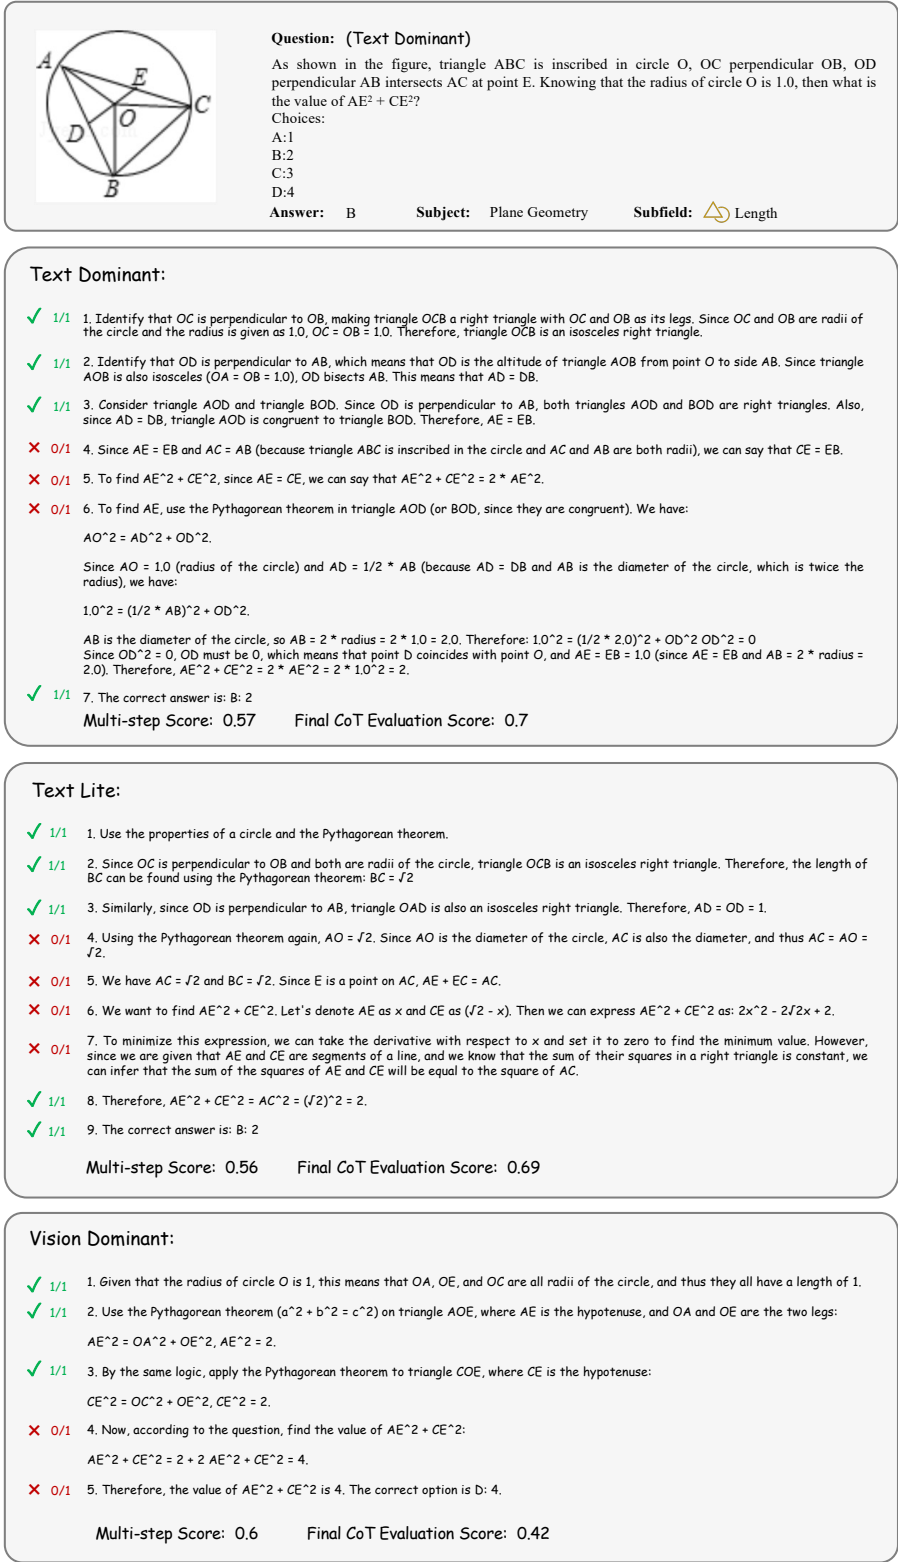 Question: (Text Dominant)
As shown in the figure, triangle ABC is inscribed in circle O, OC perpendicular OB, OD
perpendicular AB intersects AC at point E. Knowing that the radius of circle O is 1.0, then what is
the value of AE² + CE²?
Choices:
A:1
B:2
C:3
D:4
Answer: B Subject: Plane Geometry Subfield: Length
A
E
O
C
D
B
Text Dominant:
1/1 1. Identify that OC is perpendicular to OB, making triangle OCB a right triangle with OC and OB as its legs. Since OC and OB are radii of
the circle and the radius is given as 1.0, OC = OB = 1.0. Therefore, triangle OCB is an isosceles right triangle.
1/1 2. Identify that OD is perpendicular to AB, which means that OD is the altitude of triangle AOB from point O to side AB. Since triangle
AOB is also isosceles (OA = OB = 1.0), OD bisects AB. This means that AD = DB.
1/1 3. Consider triangle AOD and triangle BOD. Since OD is perpendicular to AB, both triangles AOD and BOD are right triangles. Also,
since AD = DB, triangle AOD is congruent to triangle BOD. Therefore, AE = EB.
0/1 4. Since AE = EB and AC = AB (because triangle ABC is inscribed in the circle and AC and AB are both radii), we can say that CE = EB.
0/1 5. To find AE^2 + CE^2, since AE = CE, we can say that AE^2 + CE^2 = 2 * AE^2.
0/1 6. To find AE, use the Pythagorean theorem in triangle AOD (or BOD, since they are congruent). We have:
AO^2 = AD^2 + OD^2.
Since AO = 1.0 (radius of the circle) and AD = 1/2 * AB (because AD = DB and AB is the diameter of the circle, which is twice the
radius), we have:
1.0^2 = (1/2 * AB)^2 + OD^2.
AB is the diameter of the circle, so AB = 2 * radius = 2 * 1.0 = 2.0. Therefore: 1.0^2 = (1/2 * 2.0)^2 + OD^2 OD^2 = 0
Since OD^2 = 0, OD must be 0, which means that point D coincides with point O, and AE = EB = 1.0 (since AE = EB and AB = 2 * radius =
2.0). Therefore, AE^2 + CE^2 = 2 * AE^2 = 2 * 1.0^2 = 2.
1/1 7. The correct answer is: B: 2
Multi-step Score: 0.57 Final CoT Evaluation Score: 0.7
Text Lite:
1/1 1. Use the properties of a circle and the Pythagorean theorem.
1/1 2. Since OC is perpendicular to OB and both are radii of the circle, triangle OCB is an isosceles right triangle. Therefore, the length of
BC can be found using the Pythagorean theorem: BC = √2
1/1 3. Similarly, since OD is perpendicular to AB, triangle OAD is also an isosceles right triangle. Therefore, AD = OD = 1.
0/1 4. Using the Pythagorean theorem again, AO = √2. Since AO is the diameter of the circle, AC is also the diameter, and thus AC = AO =
√2.
0/1 5. We have AC = √2 and BC = √2. Since E is a point on AC, AE + EC = AC.
0/1 6. We want to find AE^2 + CE^2. Let's denote AE as x and CE as (√2 - x). Then we can express AE^2 + CE^2 as: 2x^2 - 2√2x + 2.
0/1 7. To minimize this expression, we can take the derivative with respect to x and set it to zero to find the minimum value. However,
since we are given that AE and CE are segments of a line, and we know that the sum of their squares in a right triangle is constant, we
can infer that the sum of the squares of AE and CE will be equal to the square of AC.
1/1 8. Therefore, AE^2 + CE^2 = AC^2 = (√2)^2 = 2.
1/1 9. The correct answer is: B: 2
Multi-step Score: 0.56 Final CoT Evaluation Score: 0.69
Vision Dominant:
1/1 1. Given that the radius of circle O is 1, this means that OA, OE, and OC are all radii of the circle, and thus they all have a length of 1.
1/1 2. Use the Pythagorean theorem (a^2 + b^2 = c^2) on triangle AOE, where AE is the hypotenuse, and OA and OE are the two legs:
AE^2 = OA^2 + OE^2, AE^2 = 2.
1/1 3. By the same logic, apply the Pythagorean theorem to triangle COE, where CE is the hypotenuse:
CE^2 = OC^2 + OE^2, CE^2 = 2.
0/1 4. Now, according to the question, find the value of AE^2 + CE^2:
AE^2 + CE^2 = 2 + 2 AE^2 + CE^2 = 4.
0/1 5. Therefore, the value of AE^2 + CE^2 is 4. The correct option is D: 4.
Multi-step Score: 0.6 Final CoT Evaluation Score: 0.42